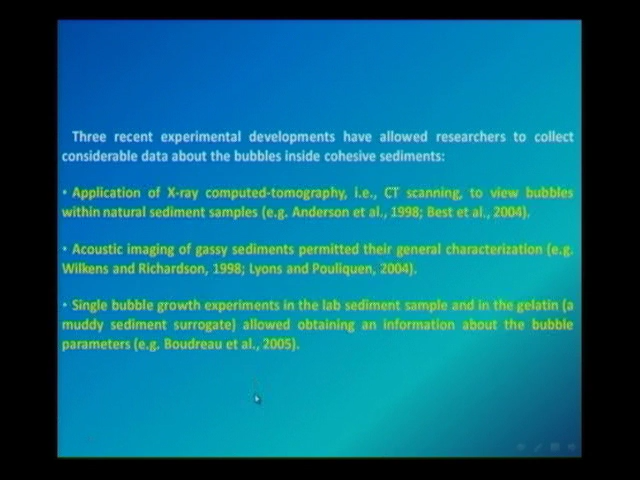 Three recent experimental developments have allowed researchers to collect
considerable data about the bubbles inside cohesive sediments:
• Application of X-ray computed-tomography, i.e., CT scanning, to view bubbles
within natural sediment samples (e.g. Anderson et al., 1998; Best et al., 2004).
• Acoustic imaging of gassy sediments permitted their general characterization (e.g.
Wilkens and Richardson, 1998; Lyons and Pouliquen, 2004).
• Single bubble growth experiments in the lab sediment sample and in the gelatin (a
muddy sediment surrogate) allowed obtaining an information about the bubble
parameters (e.g. Boudreau et al., 2005).